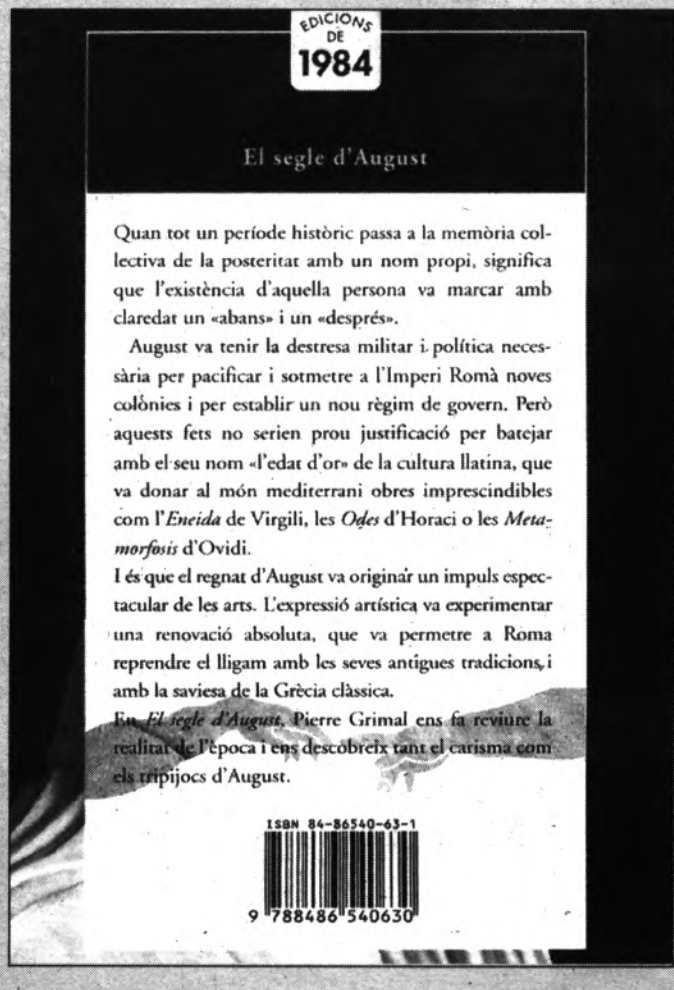 EDICIONS
DE
1984
El segle d'August
Quan tot un període històric passa a la memòria col-
lectiva de la posteritat amb un nom propi, significa
que l'existència d'aquella persona va marcar amb
claredat un «abans» i un «després».
August va tenir la destresa militar i política neces-
sària per pacificar i sotmetre a l'Imperi Romà noves
colònies i per establir un nou règim de govern. Però
aquests fets no serien prou justificació per batejar
amb el seu nom «l'edat d'or» de la cultura llatina, que
va donar al món mediterrani obres imprescindibles
com l'Eneida de Virgili, les Odes d'Horaci o les Meta-
morfosis d'Ovidi.
I és que el regnat d'August va originar un impuls espec-
tacular de les arts. L'expressió artística va experimentar
una renovació absoluta, que va permetre a Roma
reprendre el lligam amb les seves antigues tradicions, i
amb la saviesa de la Grècia clàssica.
En El segle d'August, Pierre Grimal ens fa reviure la
realitat de l'època i ens descobreix tant el carisma com
els tripijocs d'August.
ISBN 84-86540-63-1
9 788486 540630